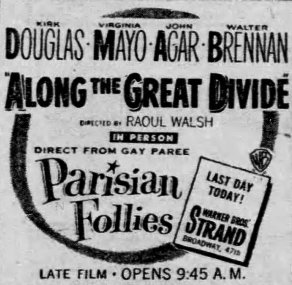 KIRK VIRGINIA JOHN WALTER
DOUGLAS · MAYO · AGAR · BRENNAN
"ALONG THE GREAT DIVIDE"
DIRECTED BY RAOUL WALSH
IN PERSON
DIRECT FROM GAY PAREE
Parisian
Follies
WB
LAST DAY
TODAY!
WARNER BROS.
STRAND
BROADWAY, 47th
LATE FILM · OPENS 9:45 A.M.